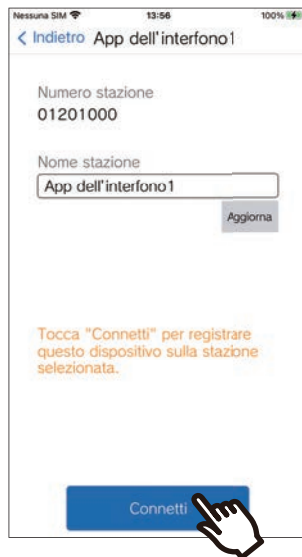 Nessuna SIM 13:56 100%
Indietro App dell'interfono1
Numero stazione
01201000
Nome stazione
App dell'interfono1
Aggiorna
Tocca "Connetti" per registrare
questo dispositivo sulla stazione
selezionata.
Connetti